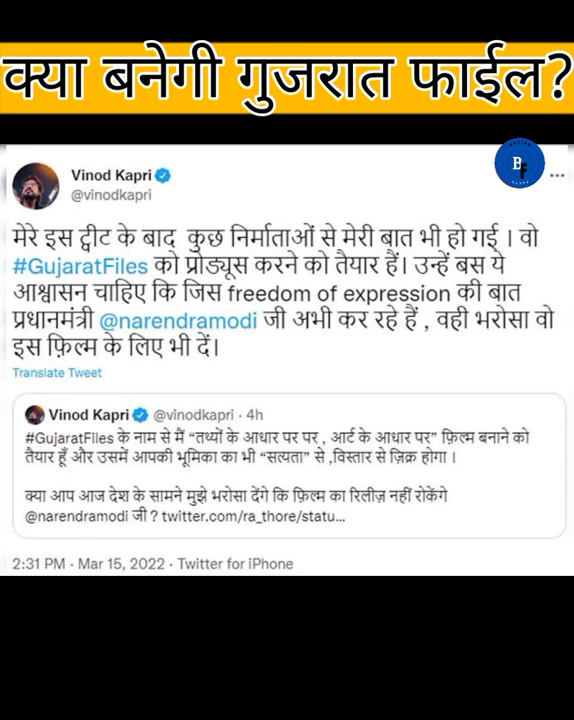 क्या बनेगी गुजरात फाईल?
BF
Vinod Kapri
@vinodkapri
मेरे इस ट्वीट के बाद कुछ निर्माताओं से मेरी बात भी हो गई । वो
#GujaratFiles को प्रोड्यूस करने को तैयार हैं। उन्हें बस ये
आश्वासन चाहिए कि जिस freedom of expression की बात
प्रधानमंत्री @narendramodi जी अभी कर रहे हैं , वही भरोसा वो
इस फ़िल्म के लिए भी दें।
Translate Tweet
Vinod Kapri @vinodkapri · 4h
#GujaratFiles के नाम से मैं “तथ्यों के आधार पर पर , आर्ट के आधार पर” फ़िल्म बनाने को
तैयार हूँ और उसमें आपकी भूमिका का भी “सत्यता” से ,विस्तार से ज़िक्र होगा ।
क्या आप आज देश के सामने मुझे भरोसा देंगे कि फ़िल्म का रिलीज़ नहीं रोकेंगे
@narendramodi जी ? twitter.com/ra_thore/statu...
2:31 PM · Mar 15, 2022 · Twitter for iPhone